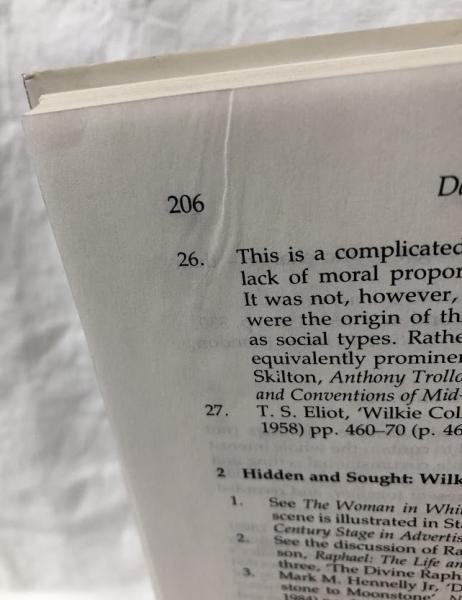 206
26. This is a complicated
lack of moral propor
It was not, however,
were the origin of th
as social types. Rathe
equivalently prominen
Skilton, Anthony Trollo
and Conventions of Mid-
27. T. S. Eliot, 'Wilkie Col
1958) pp. 460–70 (p. 46
2 Hidden and Sought: Wilk
1. See The Woman in Whi
scene is illustrated in St
Century Stage in Advertis
2. See the discussion of Ra
son, Raphael: The Life an
three, 'The Divine Raph
3. Mark M. Hennelly Jr, 'D
stone to Moonstone',
1984)